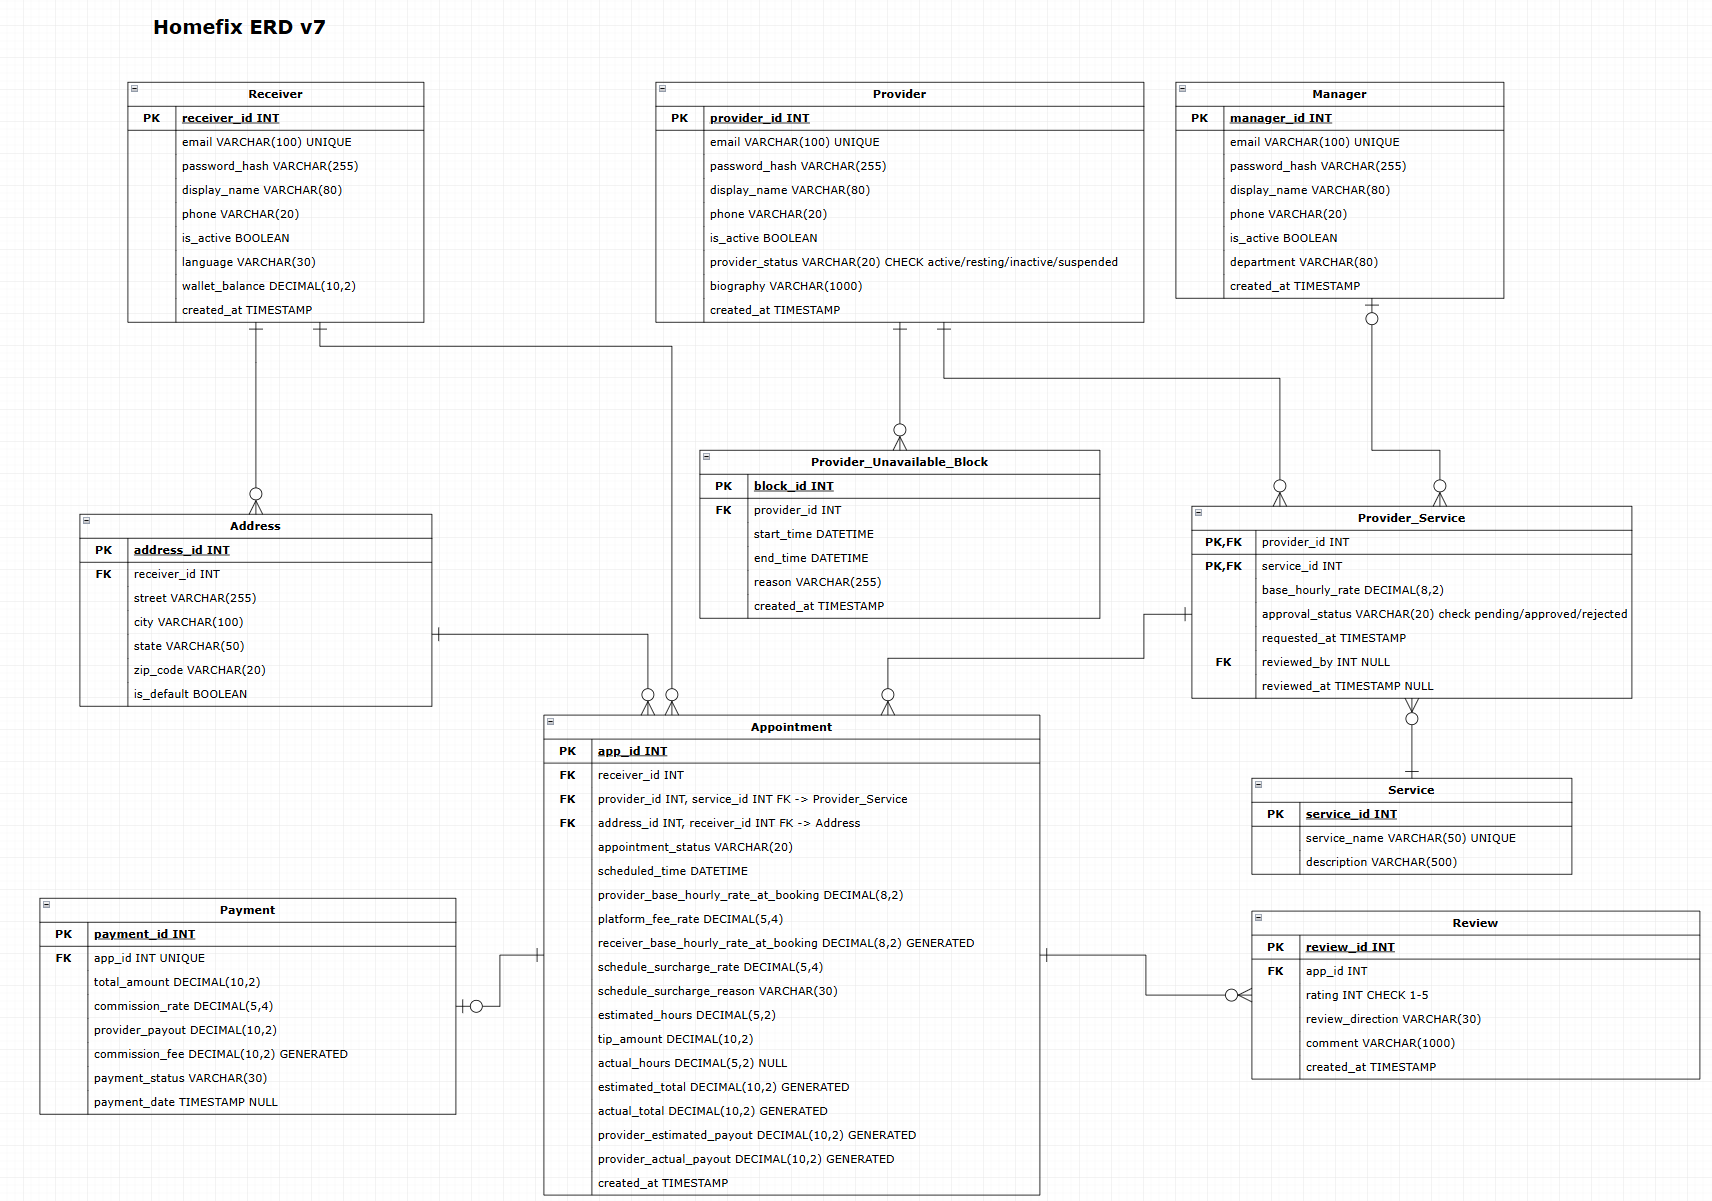 Homefix ERD v7
Receiver
PK receiver_id INT
email VARCHAR(100) UNIQUE
password_hash VARCHAR(255)
display_name VARCHAR(80)
phone VARCHAR(20)
is_active BOOLEAN
language VARCHAR(30)
wallet_balance DECIMAL(10,2)
created_at TIMESTAMP
Provider
PK provider_id INT
email VARCHAR(100) UNIQUE
password_hash VARCHAR(255)
display_name VARCHAR(80)
phone VARCHAR(20)
is_active BOOLEAN
provider_status VARCHAR(20) CHECK active/resting/inactive/suspended
biography VARCHAR(1000)
created_at TIMESTAMP
Manager
PK manager_id INT
email VARCHAR(100) UNIQUE
password_hash VARCHAR(255)
display_name VARCHAR(80)
phone VARCHAR(20)
is_active BOOLEAN
department VARCHAR(80)
created_at TIMESTAMP
Provider_Unavailable_Block
PK block_id INT
FK provider_id INT
start_time DATETIME
end_time DATETIME
reason VARCHAR(255)
created_at TIMESTAMP
Provider_Service
PK,FK provider_id INT
PK,FK service_id INT
base_hourly_rate DECIMAL(8,2)
approval_status VARCHAR(20) check pending/approved/rejected
requested_at TIMESTAMP
FK reviewed_by INT NULL
reviewed_at TIMESTAMP NULL
Address
PK address_id INT
FK receiver_id INT
street VARCHAR(255)
city VARCHAR(100)
state VARCHAR(50)
zip_code VARCHAR(20)
is_default BOOLEAN
Appointment
PK app_id INT
FK receiver_id INT
FK provider_id INT, service_id INT FK -> Provider_Service
FK address_id INT, receiver_id INT FK -> Address
appointment_status VARCHAR(20)
scheduled_time DATETIME
provider_base_hourly_rate_at_booking DECIMAL(8,2)
platform_fee_rate DECIMAL(5,4)
receiver_base_hourly_rate_at_booking DECIMAL(8,2) GENERATED
schedule_surcharge_rate DECIMAL(5,4)
schedule_surcharge_reason VARCHAR(30)
estimated_hours DECIMAL(5,2)
tip_amount DECIMAL(10,2)
actual_hours DECIMAL(5,2) NULL
estimated_total DECIMAL(10,2) GENERATED
actual_total DECIMAL(10,2) GENERATED
provider_estimated_payout DECIMAL(10,2) GENERATED
provider_actual_payout DECIMAL(10,2) GENERATED
created_at TIMESTAMP
Service
PK service_id INT
service_name VARCHAR(50) UNIQUE
description VARCHAR(500)
Payment
PK payment_id INT
FK app_id INT UNIQUE
total_amount DECIMAL(10,2)
commission_rate DECIMAL(5,4)
provider_payout DECIMAL(10,2)
commission_fee DECIMAL(10,2) GENERATED
payment_status VARCHAR(30)
payment_date TIMESTAMP NULL
Review
PK review_id INT
FK app_id INT
rating INT CHECK 1-5
review_direction VARCHAR(30)
comment VARCHAR(1000)
created_at TIMESTAMP